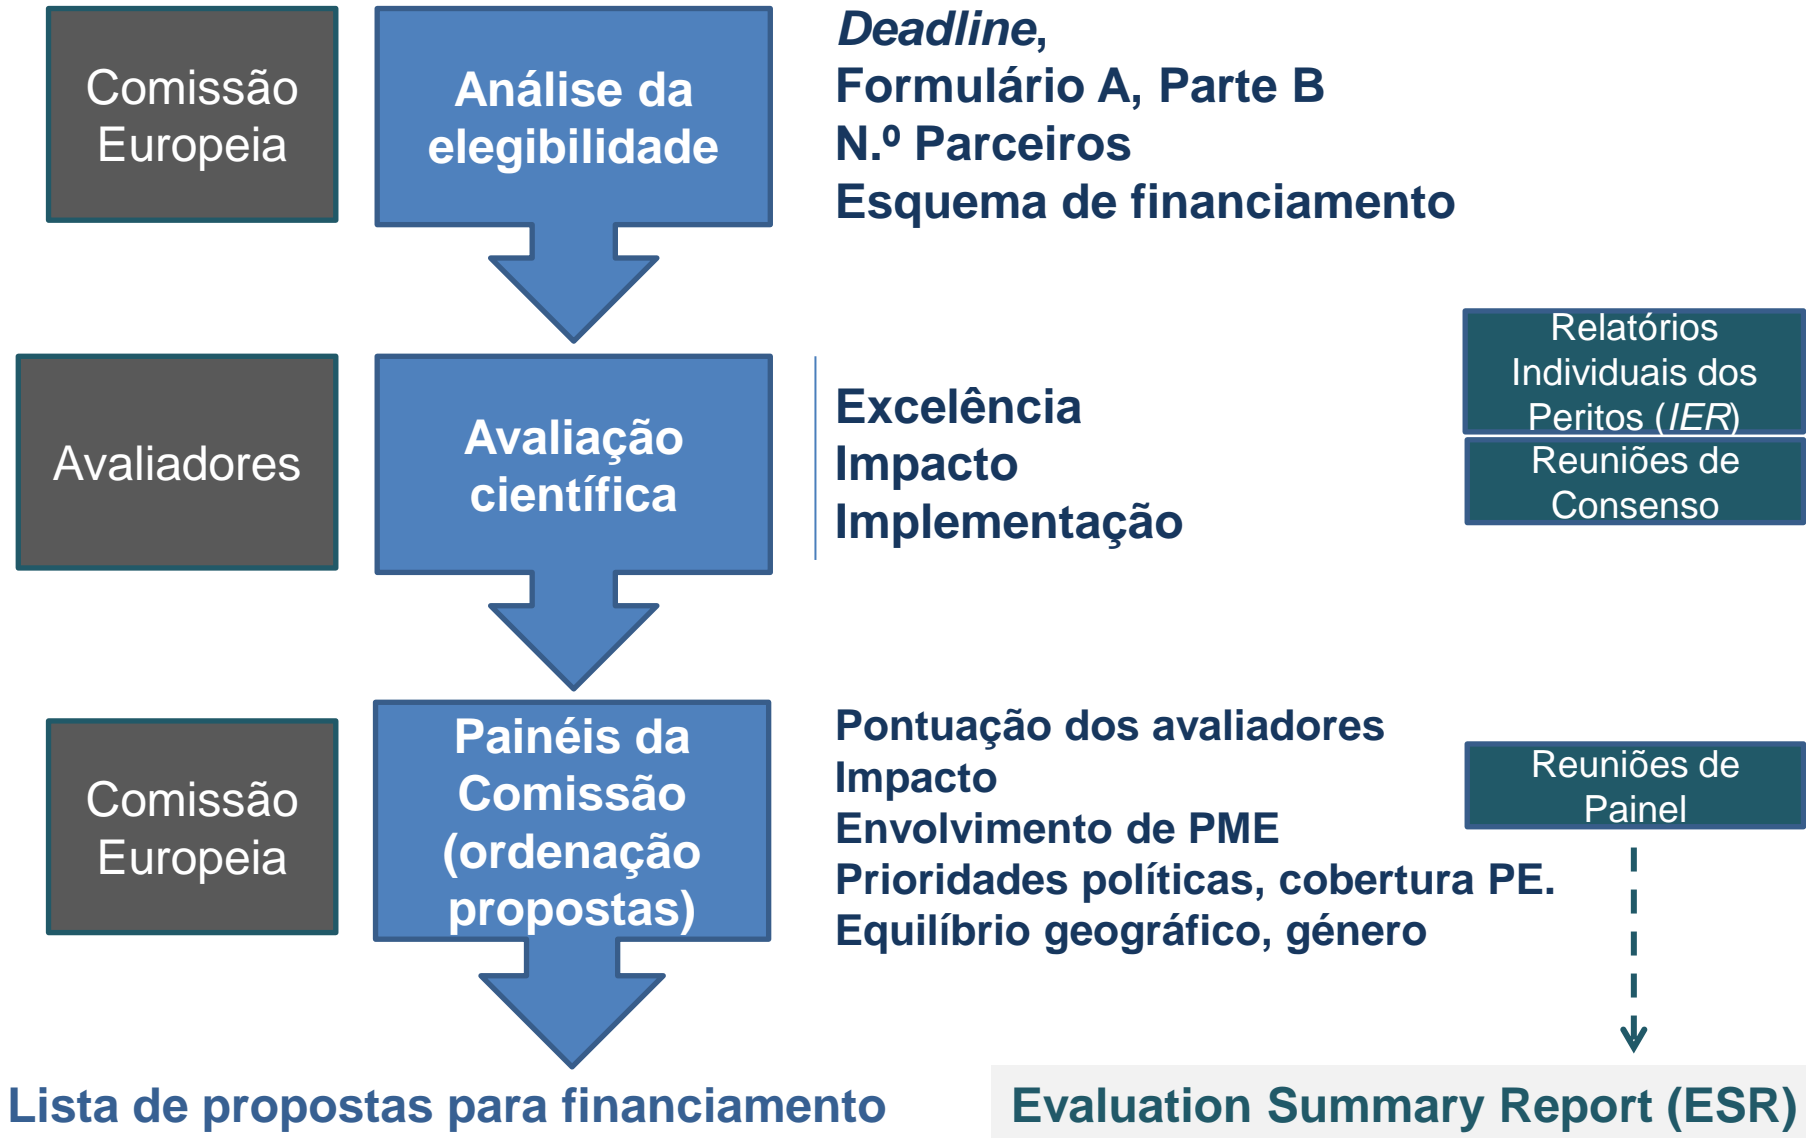 Comissão
Europeia
Análise da
elegibilidade
Deadline,
Formulário A, Parte B
N.º Parceiros
Esquema de financiamento
Avaliadores
Avaliação
científica
Excelência
Impacto
Implementação
Relatórios
Individuais dos
Peritos (IER)
Reuniões de
Consenso
Comissão
Europeia
Painéis da
Comissão
(ordenação
propostas)
Pontuação dos avaliadores
Impacto
Envolvimento de PME
Prioridades políticas, cobertura PE.
Equilíbrio geográfico, género
Reuniões de
Painel
Lista de propostas para financiamento
Evaluation Summary Report (ESR)